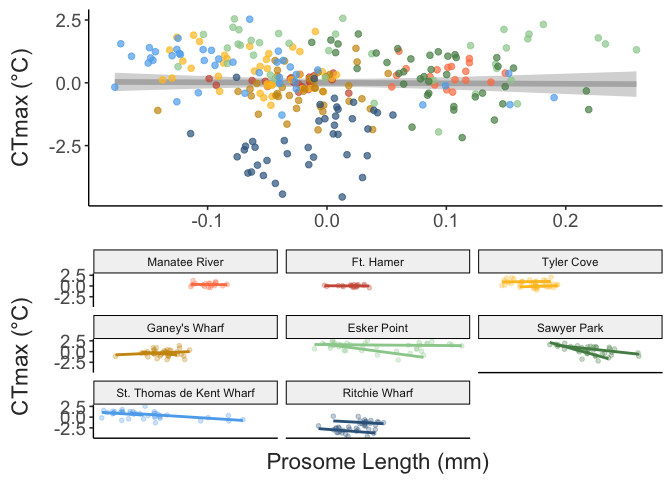 2.5
0.0
-2.5
CTmax (°C)
-0.1 0.0 0.1 0.2
Manatee River Ft. Hamer Tyler Cove
2.5
0.0
-2.5
Ganey's Wharf Esker Point Sawyer Park
2.5
0.0
-2.5
CTmax (°C)
St. Thomas de Kent Wharf Ritchie Wharf
2.5
0.0
-2.5
Prosome Length (mm)